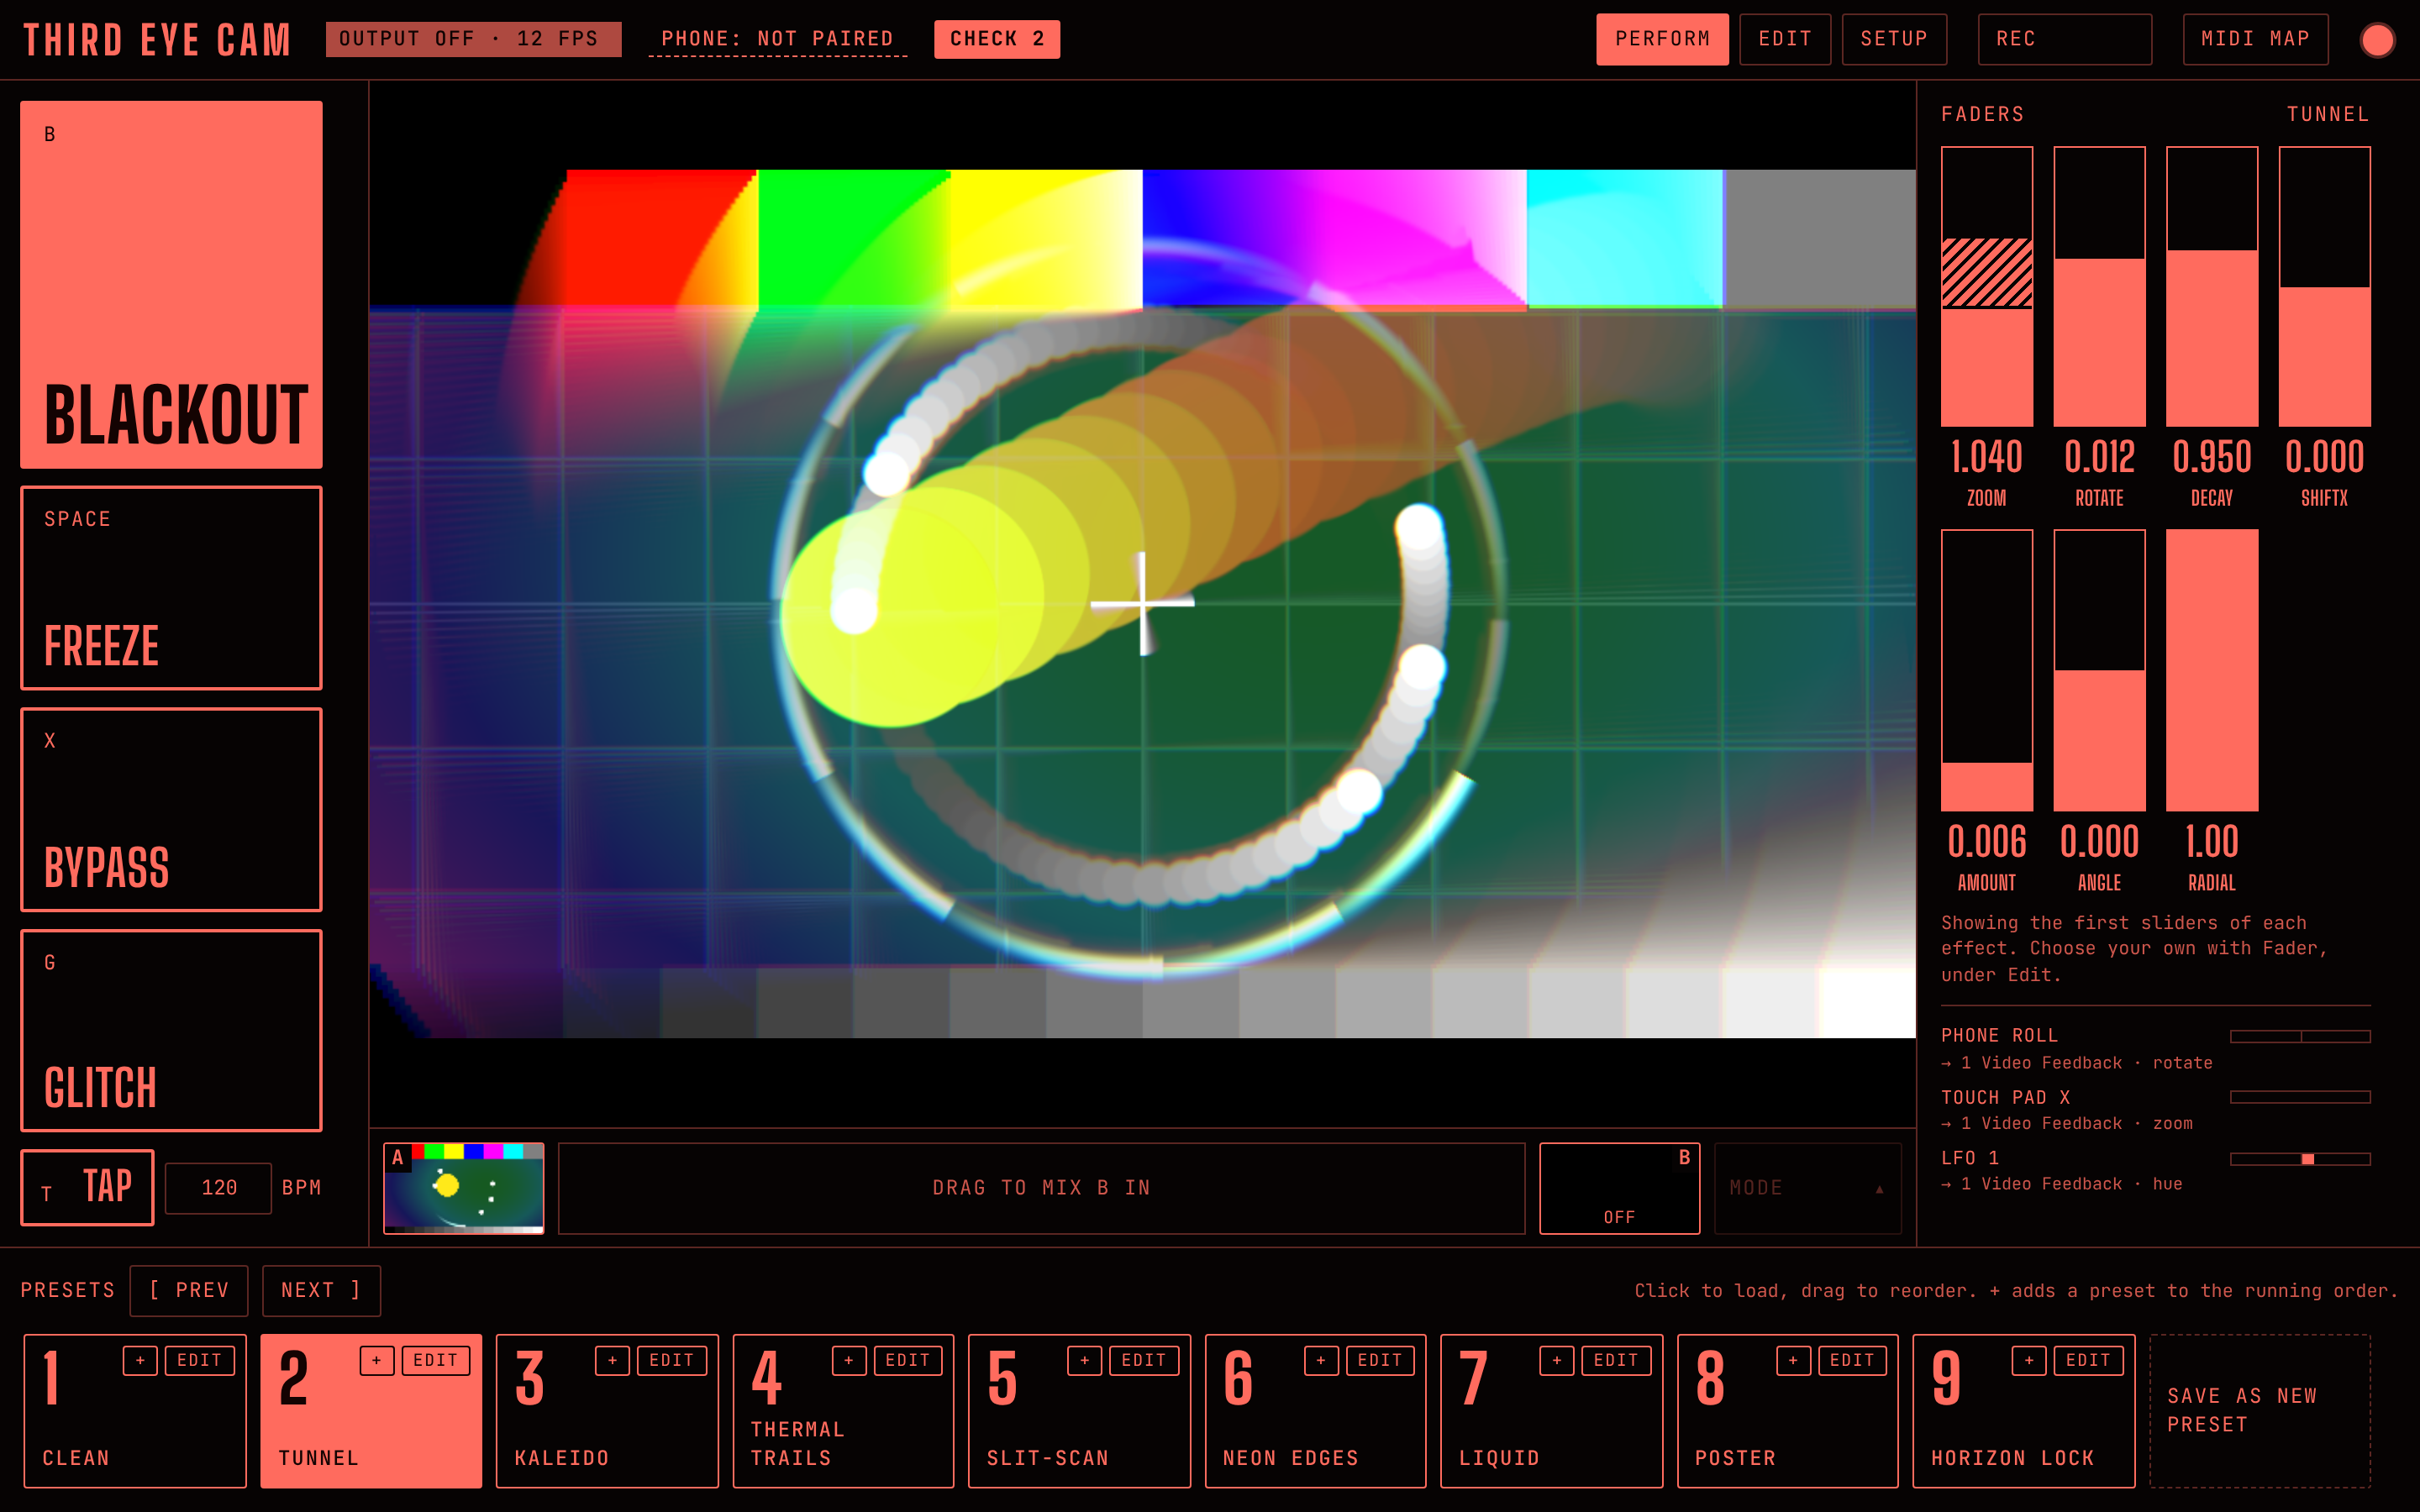 THIRD EYE CAM
OUTPUT OFF · 12 FPS
PHONE: NOT PAIRED
CHECK 2
PERFORM
EDIT
SETUP
REC
MIDI MAP
B
BLACKOUT
SPACE
FREEZE
X
BYPASS
G
GLITCH
T TAP
120 BPM
FADERS TUNNEL
1.040 0.012 0.950 0.000
ZOOM ROTATE DECAY SHIFTX
0.006 0.000 1.00
AMOUNT ANGLE RADIAL
Showing the first sliders of each
effect. Choose your own with Fader,
under Edit.
PHONE ROLL
→ 1 Video Feedback · rotate
TOUCH PAD X
→ 1 Video Feedback · zoom
LFO 1
→ 1 Video Feedback · hue
A
DRAG TO MIX B IN
B
OFF
MODE ▲
PRESETS [ PREV NEXT ]
Click to load, drag to reorder. + adds a preset to the running order.
1 + EDIT
CLEAN
2 + EDIT
TUNNEL
3 + EDIT
KALEIDO
4 + EDIT
THERMAL
TRAILS
5 + EDIT
SLIT-SCAN
6 + EDIT
NEON EDGES
7 + EDIT
LIQUID
8 + EDIT
POSTER
9 + EDIT
HORIZON LOCK
SAVE AS NEW
PRESET